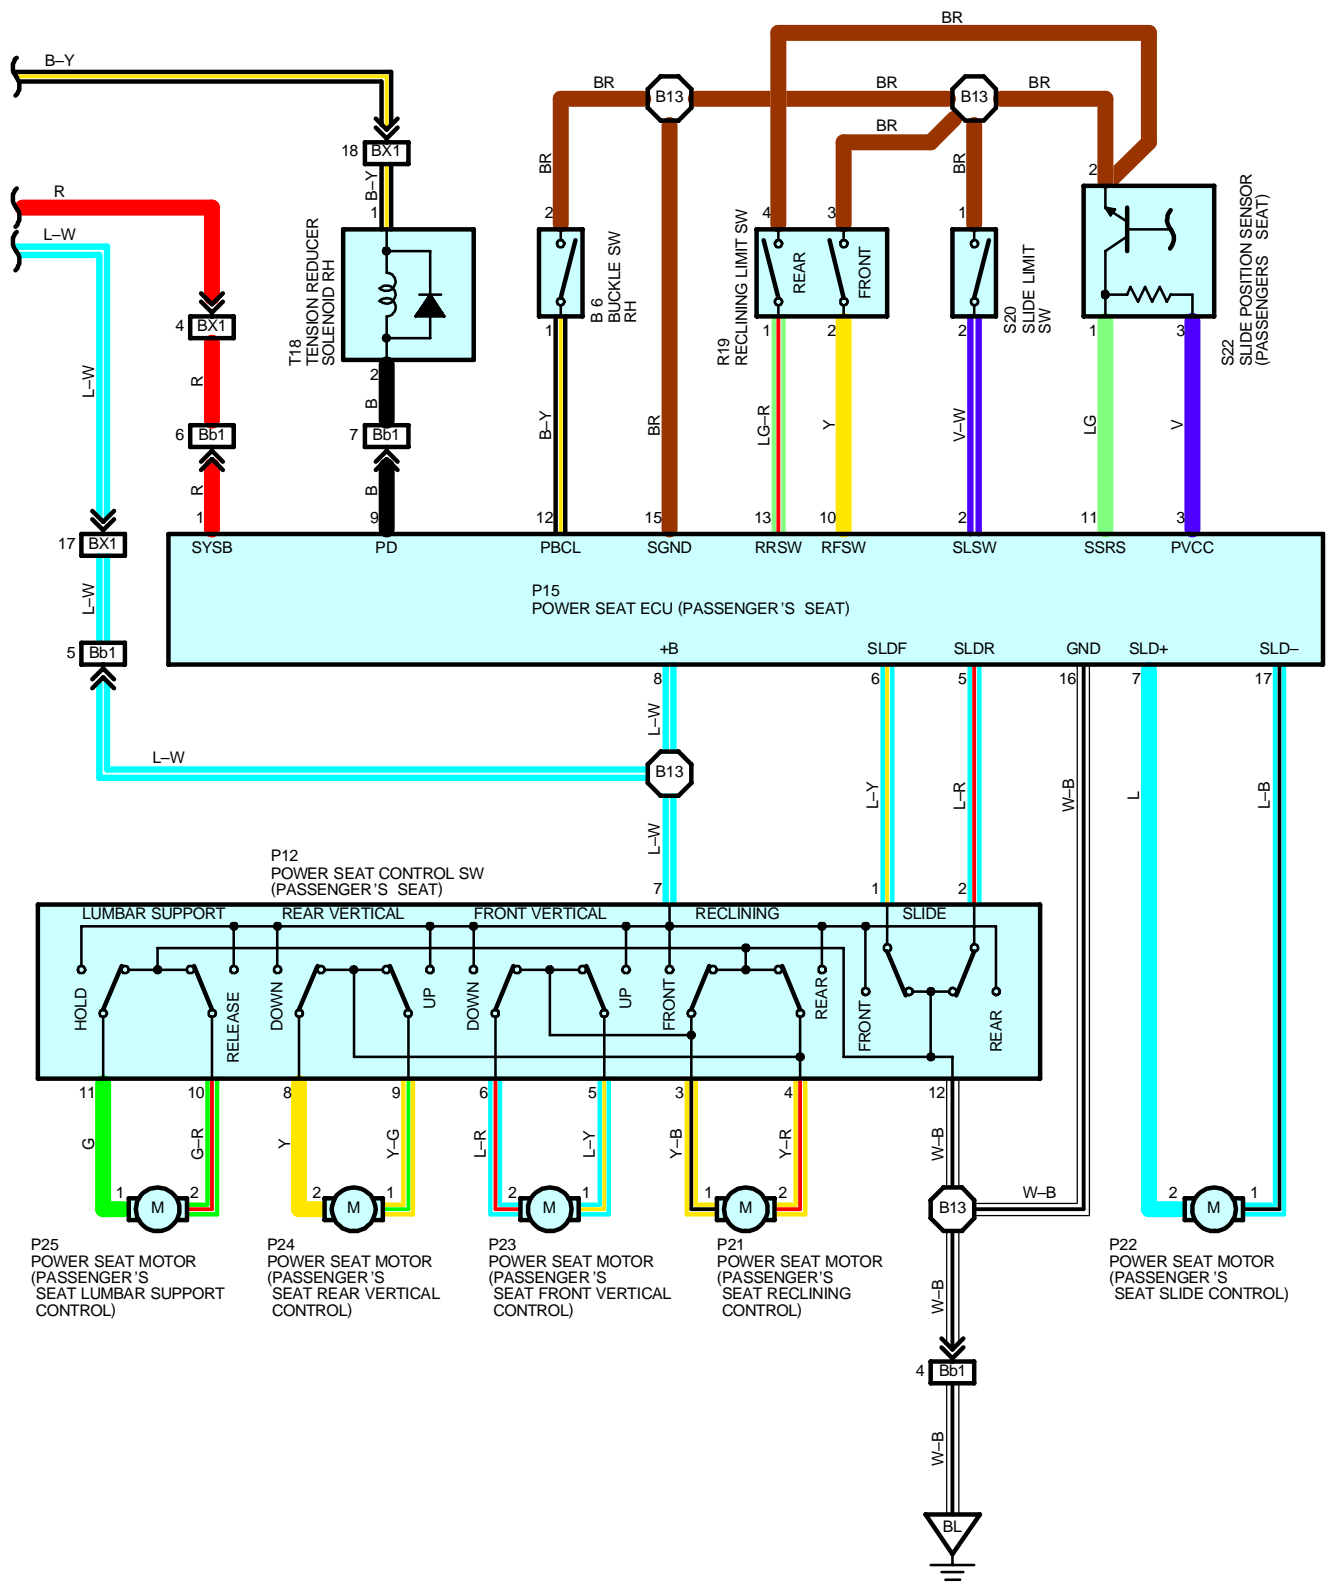 BR
B–Y
BR
B13
BR
B13
BR
BR
BR
BR
18
BX1
2
B–Y
R
1
2
4
3
1
L–W
T18
TENSION REDUCER
SOLENOID RH
B 6
BUCKLE SW
RH
R19
RECLINING LIMIT SW
REAR
FRONT
S20
SLIDE LIMIT
SW
S22
SLIDE POSITION SENSOR
(PASSENGERS SEAT)
4
BX1
1
1
2
2
1
3
L–W
R
2
B
B–Y
BR
LG–R
Y
V–W
LG
V
6
Bb1
7
Bb1
R
B
1
9
12
15
13
10
2
11
3
17
BX1
SYSB
PD
PBCL
SGND
RRSW
RFSW
SLSW
SSRS
PVCC
L–W
P15
POWER SEAT ECU (PASSENGER'S SEAT)
5
Bb1
+B
SLDF
SLDR
GND
SLD+
SLD–
8
6
5
16
7
17
L–W
L–W
B13
L–Y
L–R
W–B
L
L–B
L–W
P12
POWER SEAT CONTROL SW
(PASSENGER'S SEAT)
7
1
2
LUMBAR SUPPORT
REAR VERTICAL
FRONT VERTICAL
RECLINING
SLIDE
HOLD
RELEASE
DOWN
UP
DOWN
UP
FRONT
REAR
FRONT
REAR
11
10
8
9
6
5
3
4
12
G
G–R
Y
Y–G
L–R
L–Y
Y–B
Y–R
W–B
1
M
2
2
M
1
2
M
1
1
M
2
B13
W–B
2
M
1
P25
POWER SEAT MOTOR
(PASSENGER'S
SEAT LUMBAR SUPPORT
CONTROL)
P24
POWER SEAT MOTOR
(PASSENGER'S
SEAT REAR VERTICAL
CONTROL)
P23
POWER SEAT MOTOR
(PASSENGER'S
SEAT FRONT VERTICAL
CONTROL)
P21
POWER SEAT MOTOR
(PASSENGER'S
SEAT RECLINING
CONTROL)
P22
POWER SEAT MOTOR
(PASSENGER'S
SEAT SLIDE CONTROL)
W–B
4
Bb1
W–B
BL